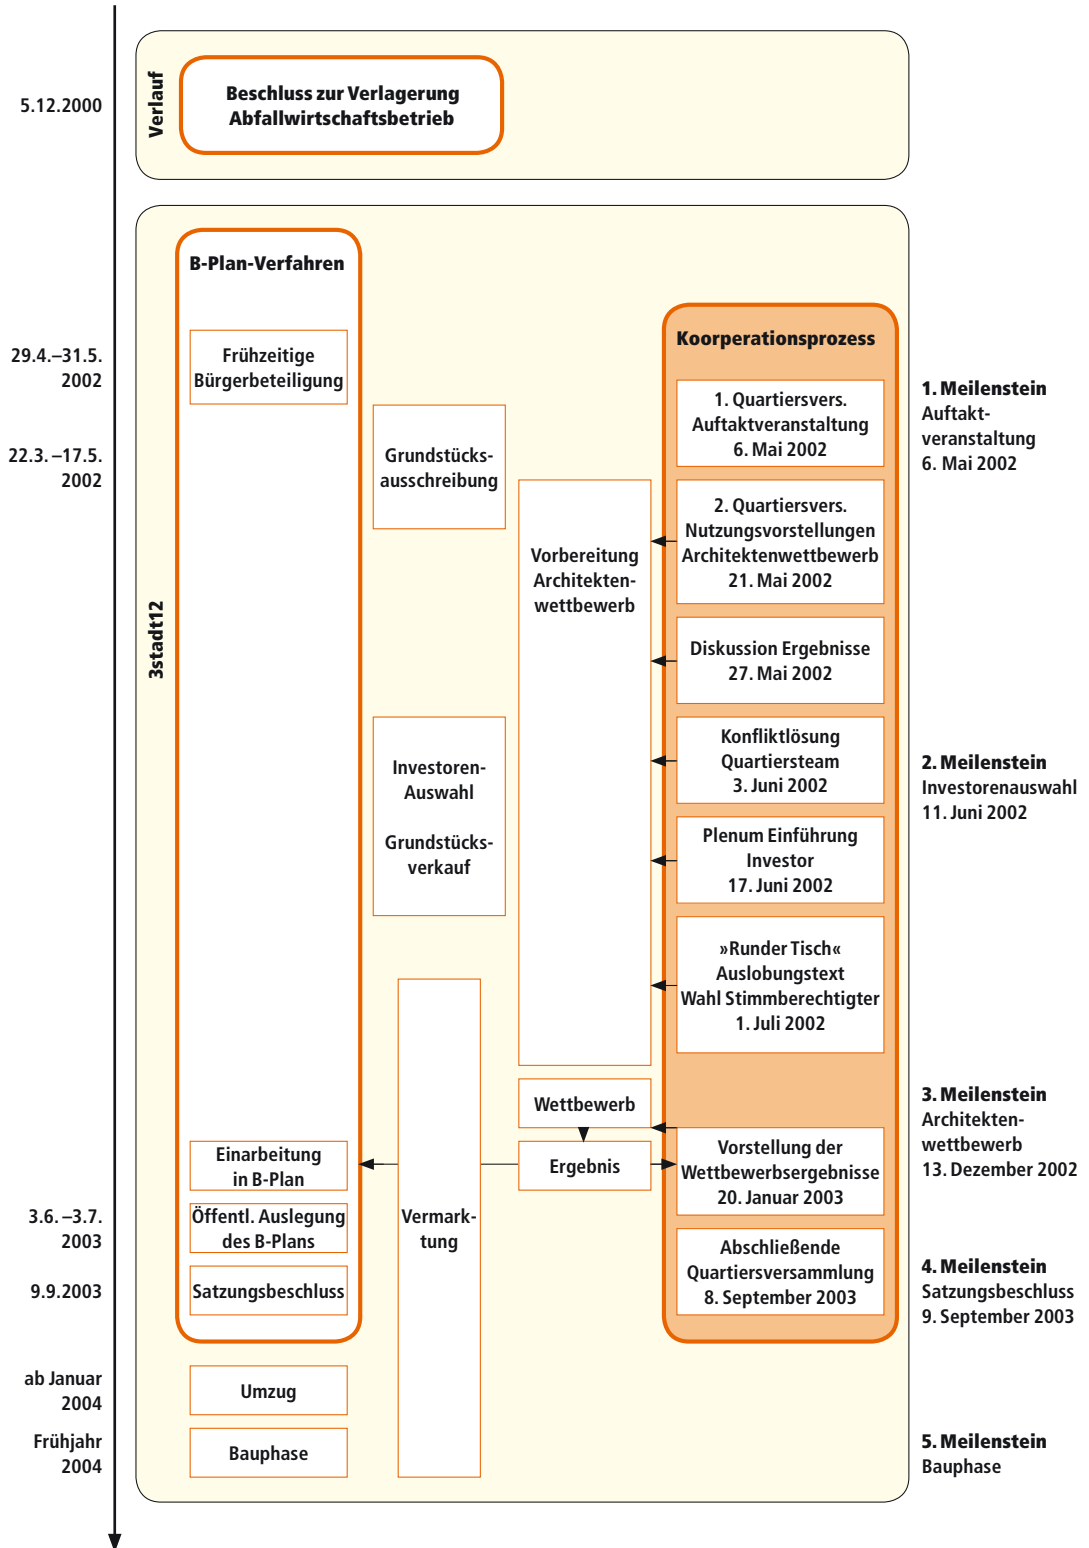 5.12.2000
Verlauf
Beschluss zur Verlagerung
Abfallwirtschaftsbetrieb
3stadt12
B-Plan-Verfahren
29.4.–31.5.
2002
Frühzeitige
Bürgerbeteiligung
22.3.–17.5.
2002
Grundstücks-
ausschreibung
Vorbereitung
Architekten-
wettbewerb
Investoren-
Auswahl
Grundstücks-
verkauf
Koorperationsprozess
1. Quartiersvers.
Auftaktveranstaltung
6. Mai 2002
2. Quartiersvers.
Nutzungsvorstellungen
Architektenwettbewerb
21. Mai 2002
Diskussion Ergebnisse
27. Mai 2002
Konfliktlösung
Quartiersteam
3. Juni 2002
Plenum Einführung
Investor
17. Juni 2002
»Runder Tisch«
Auslobungstext
Wahl Stimmberechtigter
1. Juli 2002
1. Meilenstein
Auftakt-
veranstaltung
6. Mai 2002
2. Meilenstein
Investorenauswahl
11. Juni 2002
Wettbewerb
Ergebnis
Vorstellung der
Wettbewerbsergebnisse
20. Januar 2003
3. Meilenstein
Architekten-
wettbewerb
13. Dezember 2002
Einarbeitung
in B-Plan
3.6.–3.7.
2003
Öffentl. Auslegung
des B-Plans
Vermark-
tung
9.9.2003
Satzungsbeschluss
Abschließende
Quartiersversammlung
8. September 2003
4. Meilenstein
Satzungsbeschluss
9. September 2003
ab Januar
2004
Umzug
Frühjahr
2004
Bauphase
5. Meilenstein
Bauphase